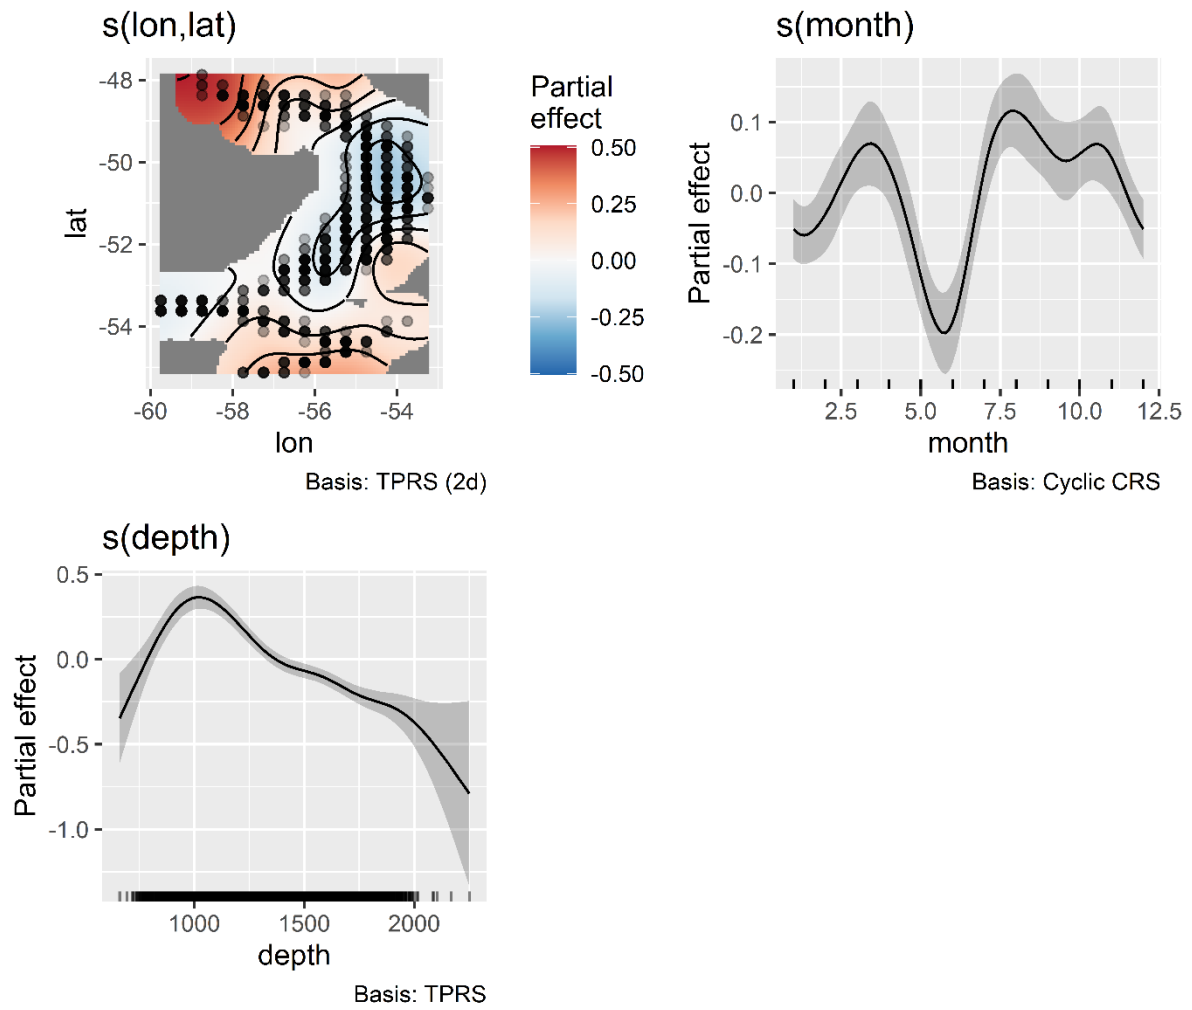 s(lon,lat)
-48
-50
-52
-54
lat
-60
-58
-56
-54
lon
Basis: TPRS (2d)
Partial
effect
0.50
0.25
0.00
-0.25
-0.50
s(month)
0.1
0.0
-0.1
-0.2
Partial effect
2.5
5.0
7.5
10.0
12.5
month
Basis: Cyclic CRS
s(depth)
0.5
0.0
-0.5
-1.0
Partial effect
1000
1500
2000
depth
Basis: TPRS